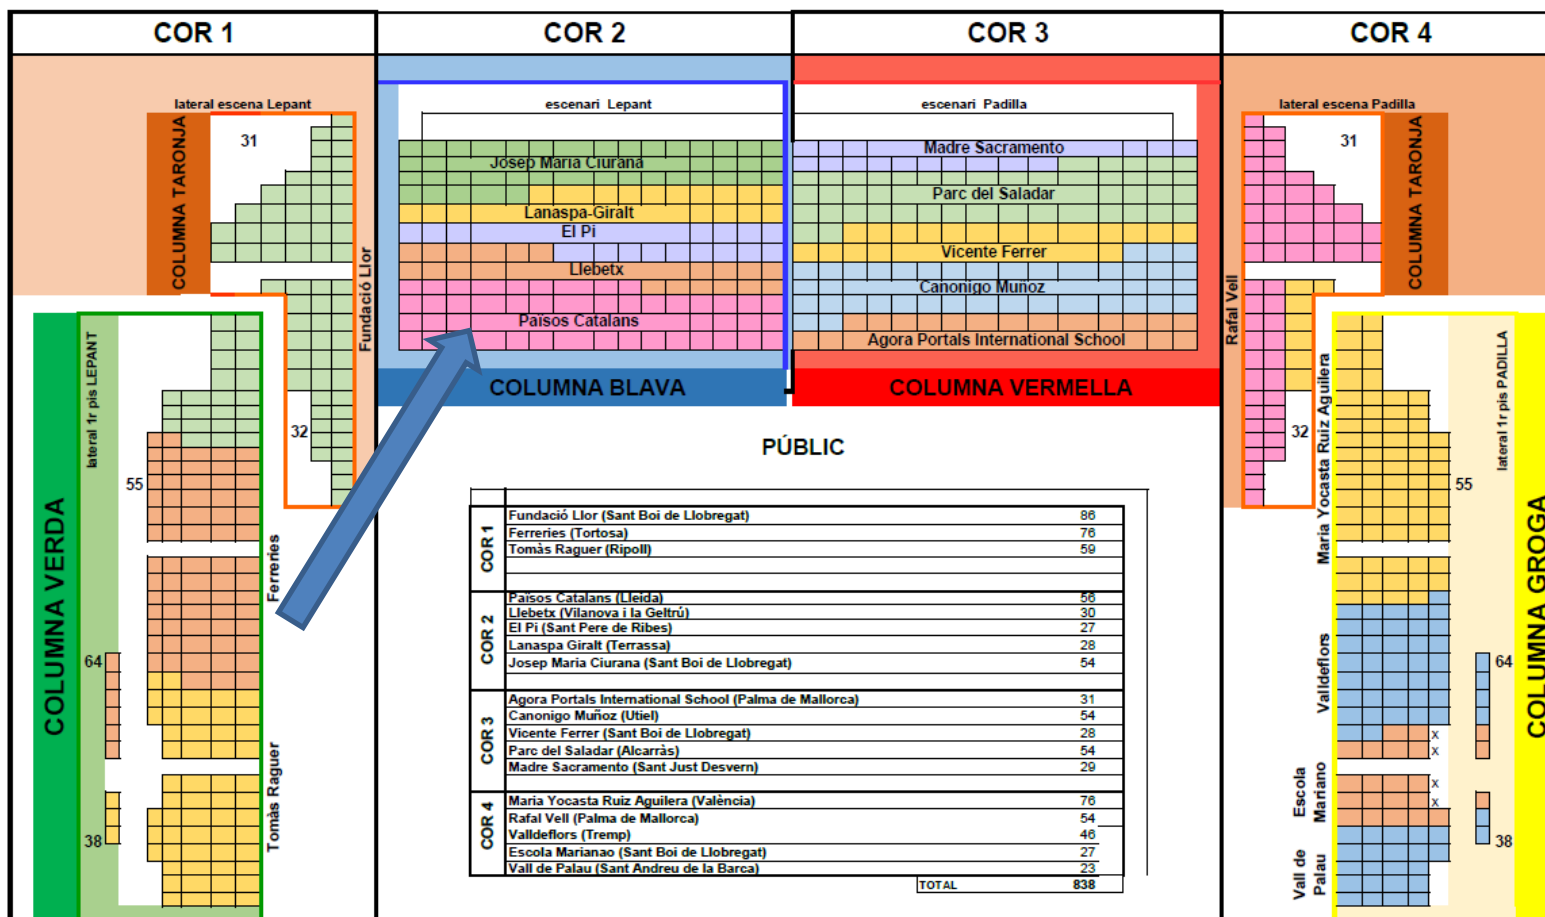 COR 1
COR 2
COR 3
COR 4
lateral escena Lepant
escenari Lepant
escenari Padilla
lateral escena Padilla
31
31
COLUMNA TARONJA
COLUMNA TARONJA
Josep Maria Ciurana
Lanaspa-Giralt
El Pi
Llebetx
Països Catalans
Madre Sacramento
Parc del Saladar
Vicente Ferrer
Canonigo Muñoz
Agora Portals International School
Fundació Llor
Rafal Vell
COLUMNA BLAVA
COLUMNA VERMELLA
PÚBLIC
lateral 1r pis LEPANT
lateral 1r pis PADILLA
32
32
55
55
64
64
38
38
COLUMNA VERDA
COLUMNA GROGA
Ferreries
Tomàs Raguer
Maria Yocasta Ruiz Aguilera
Valldeflors
Escola
Mariano
Vall de
Palau
x
x
x
x
COR 1
Fundació Llor (Sant Boi de Llobregat) 86
Ferreries (Tortosa) 76
Tomàs Raguer (Ripoll) 59
COR 2
Països Catalans (Lleida) 56
Llebetx (Vilanova i la Geltrú) 30
El Pi (Sant Pere de Ribes) 27
Lanaspa Giralt (Terrassa) 28
Josep Maria Ciurana (Sant Boi de Llobregat) 54
COR 3
Agora Portals International School (Palma de Mallorca) 31
Canonigo Muñoz (Utiel) 54
Vicente Ferrer (Sant Boi de Llobregat) 28
Parc del Saladar (Alcarràs) 54
Madre Sacramento (Sant Just Desvern) 29
COR 4
Maria Yocasta Ruiz Aguilera (València) 76
Rafal Vell (Palma de Mallorca) 54
Valldeflors (Tremp) 46
Escola Marianao (Sant Boi de Llobregat) 27
Vall de Palau (Sant Andreu de la Barca) 23
TOTAL 838